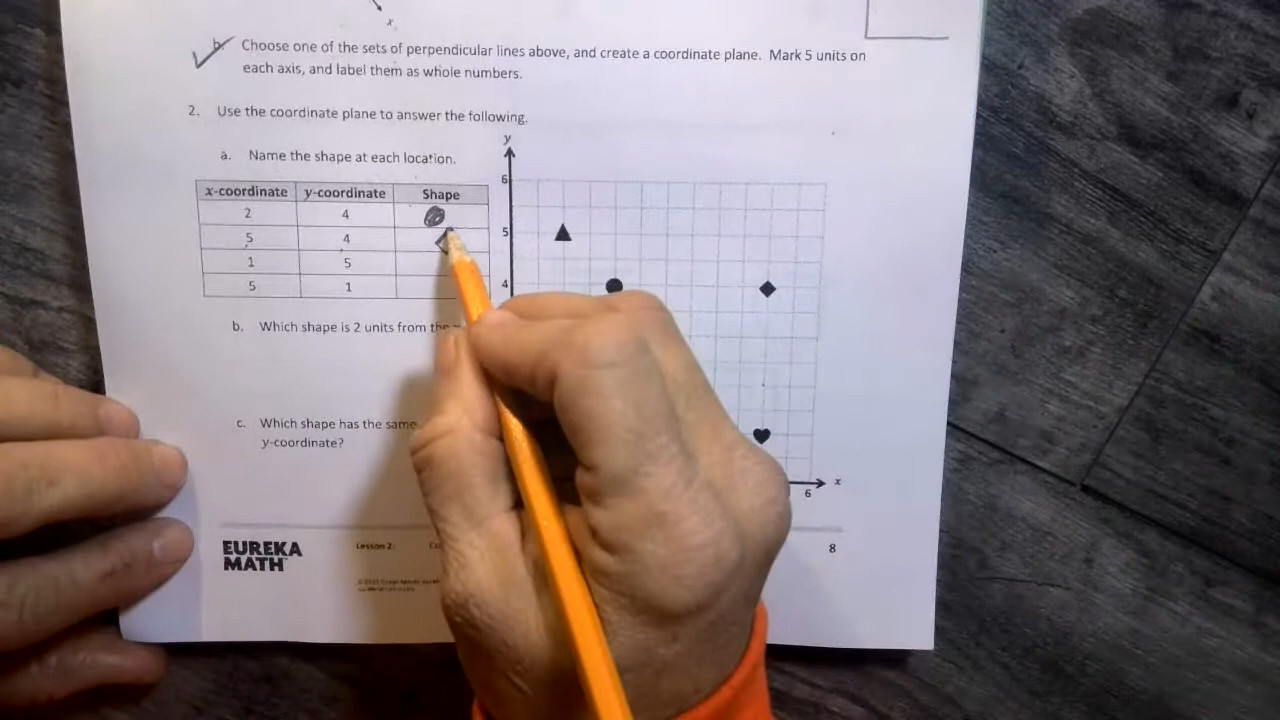 x
b. Choose one of the sets of perpendicular lines above, and create a coordinate plane. Mark 5 units on
each axis, and label them as whole numbers.
2. Use the coordinate plane to answer the following.
a. Name the shape at each location.
x-coordinate y-coordinate Shape
2 4
5 4
1 5
5 1
y
6
5
4
6 x
b. Which shape is 2 units from the
c. Which shape has the same
y-coordinate?
EUREKA
MATH
Lesson 2:
8